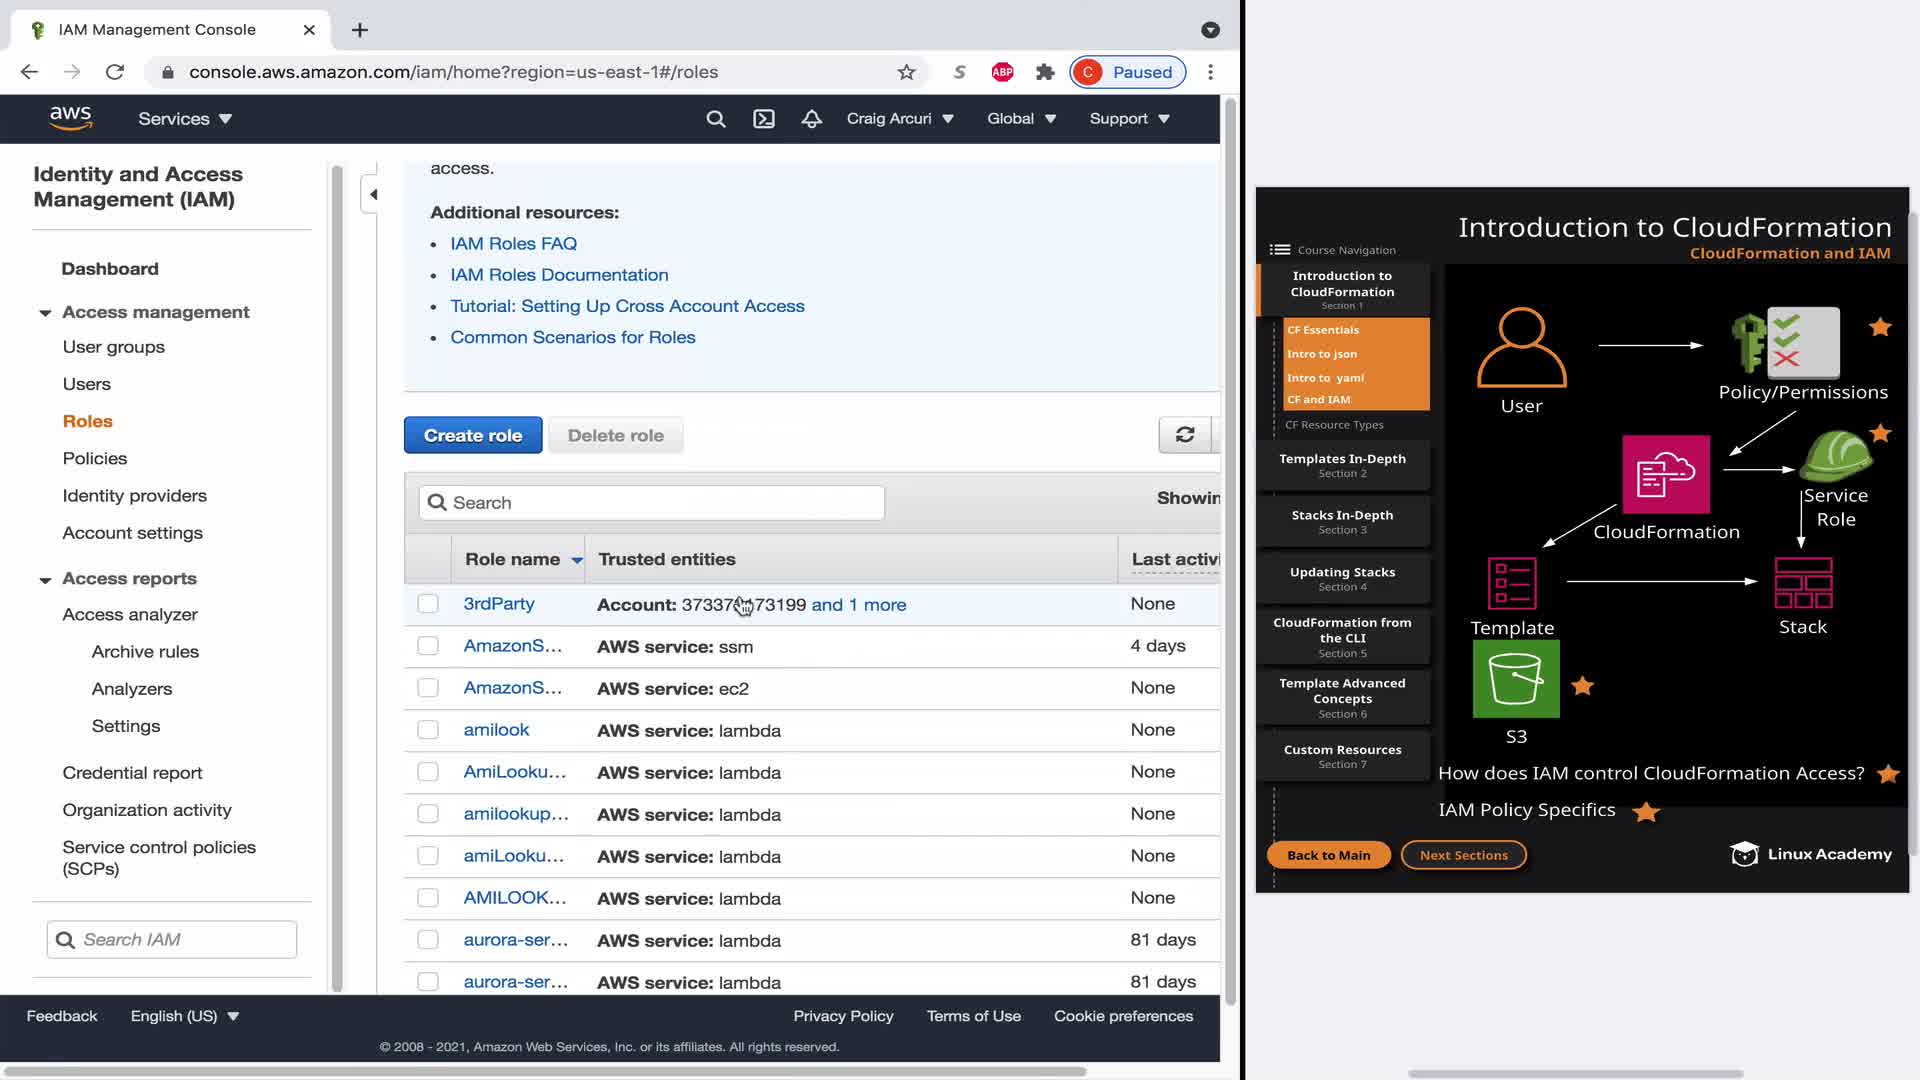 IAM Management Console
console.aws.amazon.com/iam/home?region=us-east-1#/roles
S
ABP
C
Paused
aws
Services
Craig Arcuri
Global
Support
Identity and Access
Management (IAM)
Dashboard
Access management
User groups
Users
Roles
Policies
Identity providers
Account settings
Access reports
Access analyzer
Archive rules
Analyzers
Settings
Credential report
Organization activity
Service control policies
(SCPs)
Search IAM
access.
Additional resources:
• IAM Roles FAQ
• IAM Roles Documentation
• Tutorial: Setting Up Cross Account Access
• Common Scenarios for Roles
Create role
Delete role
Search
Showin
Role name
Trusted entities
Last activi
3rdParty Account: and 1 more None
AmazonS... AWS service: ssm 4 days
AmazonS... AWS service: ec2 None
amilook AWS service: lambda None
AmiLooku... AWS service: lambda None
amilookup... AWS service: lambda None
amiLooku... AWS service: lambda None
AMILOOK... AWS service: lambda None
aurora-ser... AWS service: lambda 81 days
aurora-ser... AWS service: lambda 81 days
Feedback
English (US)
Privacy Policy
Terms of Use
Cookie preferences
© 2008 - 2021, Amazon Web Services, Inc. or its affiliates. All rights reserved.
Introduction to CloudFormation
CloudFormation and IAM
Course Navigation
Introduction to
CloudFormation
Section 1
CF Essentials
Intro to json
Intro to yaml
CF and IAM
CF Resource Types
Templates In-Depth
Section 2
Stacks In-Depth
Section 3
Updating Stacks
Section 4
CloudFormation from
the CLI
Section 5
Template Advanced
Concepts
Section 6
Custom Resources
Section 7
User
Policy/Permissions
CloudFormation
Service
Role
Template
Stack
S3
How does IAM control CloudFormation Access?
IAM Policy Specifics
Back to Main
Next Sections
Linux Academy